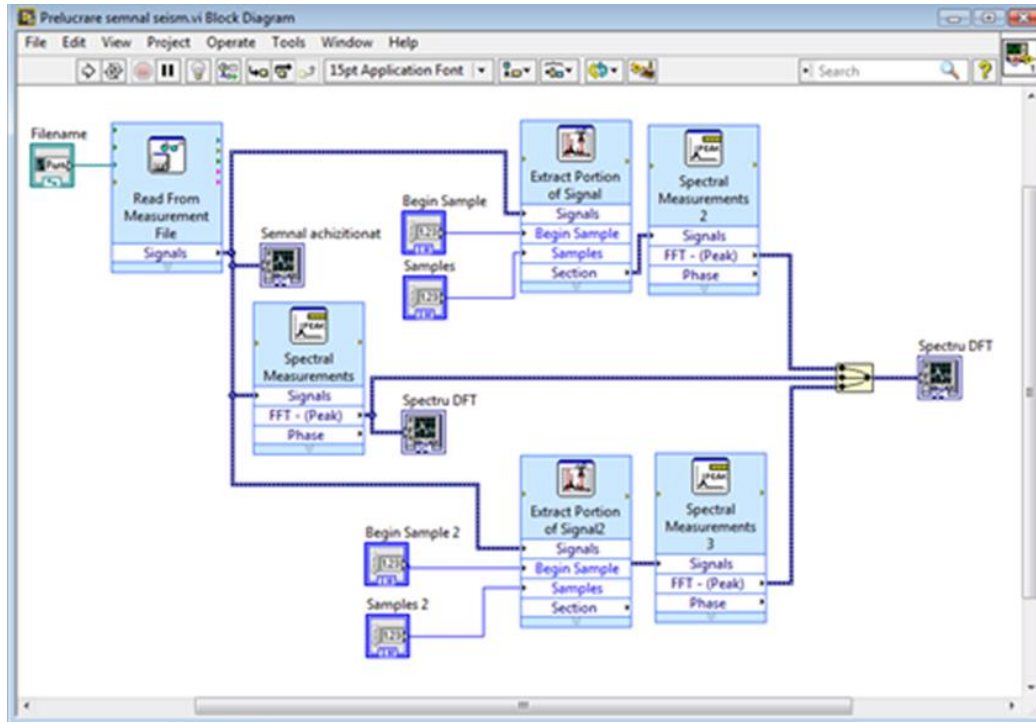 Prelucrare semnal seism.vi Block Diagram
File Edit View Project Operate Tools Window Help
15pt Application Font
Search
Filename
Read From
Measurement
File
Signals
Semnal achizitionat
Begin Sample
Samples
Extract Portion
of Signal
Signals
Begin Sample
Samples
Section
Spectral
Measurements
2
Signals
FFT - (Peak)
Phase
Spectral
Measurements
Signals
FFT - (Peak)
Phase
Spectru DFT
Spectru DFT
Begin Sample 2
Samples 2
Extract Portion
of Signal2
Signals
Begin Sample
Samples
Section
Spectral
Measurements
3
Signals
FFT - (Peak)
Phase